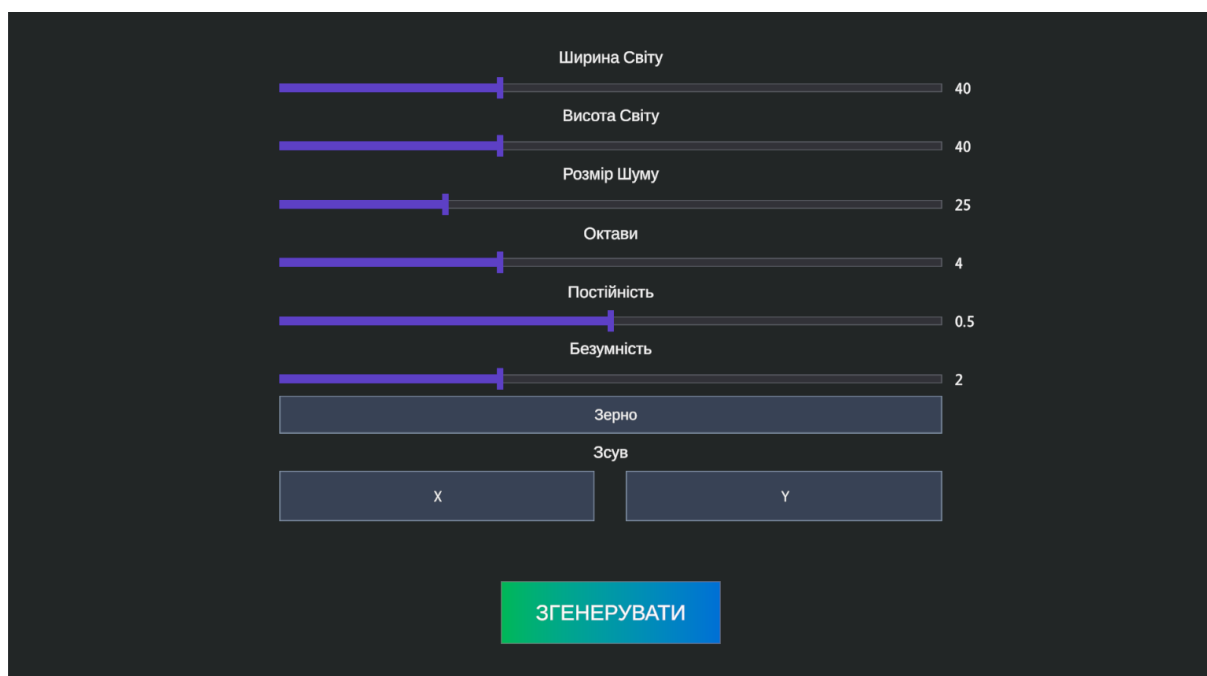 Ширина Світу
40
Висота Світу
40
Розмір Шуму
25
Октави
4
Постійність
0.5
Безумність
2
Зерно
Зсув
X Y
ЗГЕНЕРУВАТИ